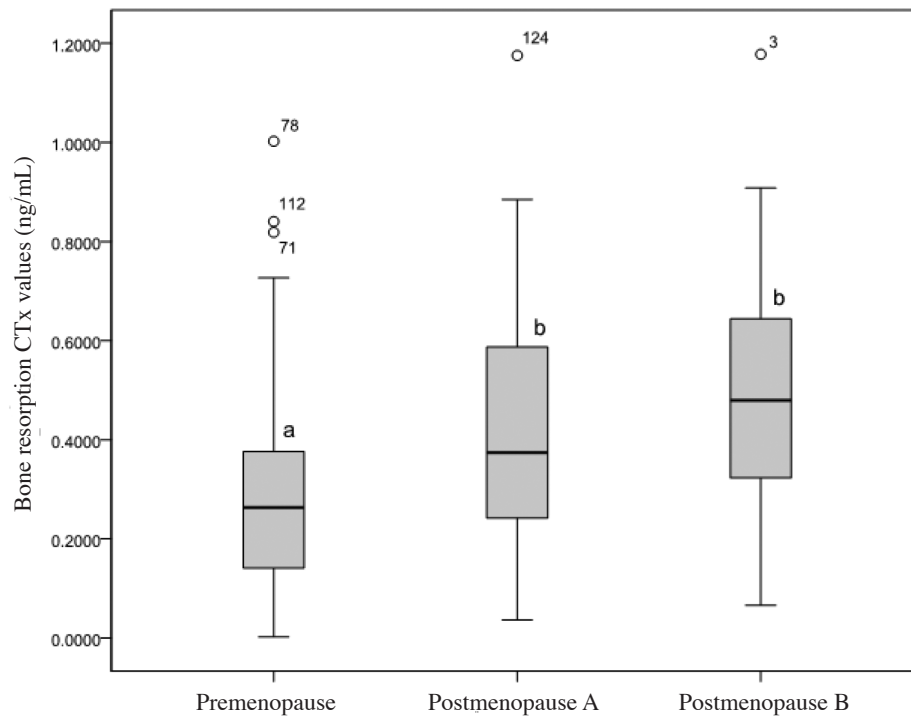 Bone resorption CTx values (ng/mL)
1.2000
1.0000
0.8000
0.6000
0.4000
0.2000
0.0000
78
112
71
a
124
b
3
b
Premenopause
Postmenopause A
Postmenopause B